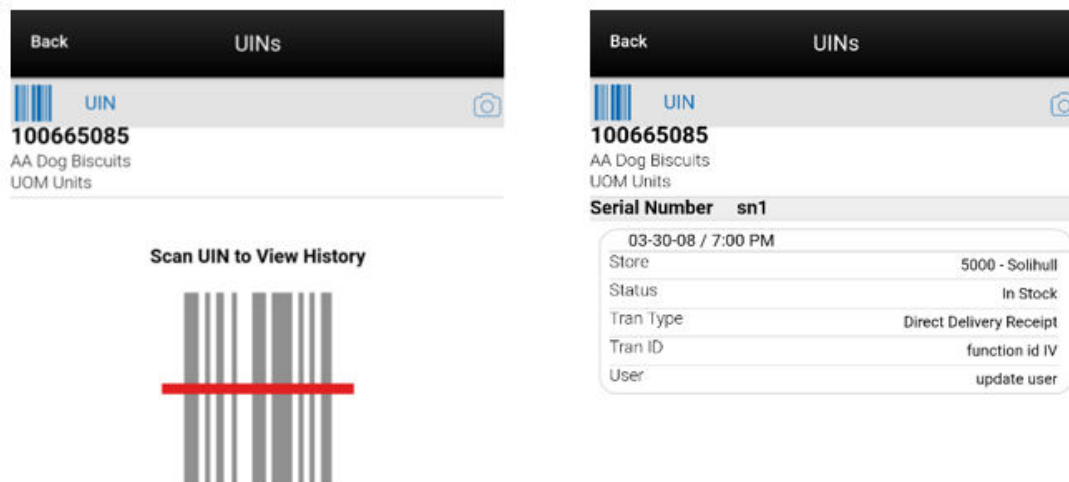 Back UINs
UIN
100665085
AA Dog Biscuits
UOM Units
Scan UIN to View History
Back UINs
UIN
100665085
AA Dog Biscuits
UOM Units
Serial Number sn1
03-30-08 / 7:00 PM
Store 5000 - Solihull
Status In Stock
Tran Type Direct Delivery Receipt
Tran ID function id IV
User update user